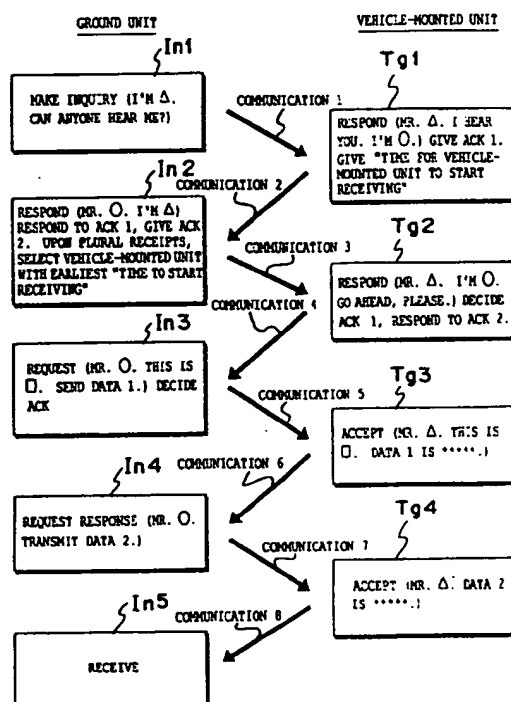 GROUND UNIT
VEHICLE-MOUNTED UNIT
In1
MAKE INQUIRY (I'M Δ.
CAN ANYONE HEAR ME?)
COMMUNICATION 1
Tg1
RESPOND (MR. Δ. I HEAR
YOU. I'M O.) GIVE ACK 1.
GIVE "TIME FOR VEHICLE-
MOUNTED UNIT TO START
RECEIVING"
COMMUNICATION 2
In2
RESPOND (MR. O. I'M Δ)
RESPOND TO ACK 1, GIVE ACK
2. UPON PLURAL RECEIPTS,
SELECT VEHICLE-MOUNTED UNIT
WITH EARLIEST "TIME TO START
RECEIVING"
COMMUNICATION 3
Tg2
RESPOND (MR. Δ. I'M O.
GO AHEAD, PLEASE.) DECIDE
ACK 1, RESPOND TO ACK 2.
COMMUNICATION 4
In3
REQUEST (MR. O. THIS IS
□. SEND DATA 1.) DECIDE
ACK
COMMUNICATION 5
Tg3
ACCEPT (MR. Δ. THIS IS
□. DATA 1 IS *****.)
COMMUNICATION 6
In4
REQUEST RESPONSE (MR. O.
TRANSMIT DATA 2.)
COMMUNICATION 7
Tg4
ACCEPT (MR. Δ. DATA 2
IS *****.)
COMMUNICATION 8
In5
RECEIVE